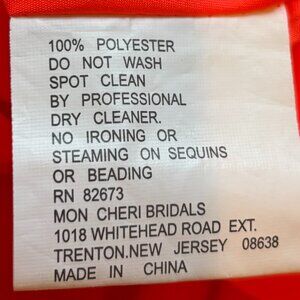 100% POLYESTER
DO NOT WASH
SPOT CLEAN
BY PROFESSIONAL
DRY CLEANER.
NO IRONING OR
STEAMING ON SEQUINS
OR BEADING
RN 82673
MON CHERI BRIDALS
1018 WHITEHEAD ROAD EXT.
TRENTON.NEW JERSEY 08638
MADE IN CHINA